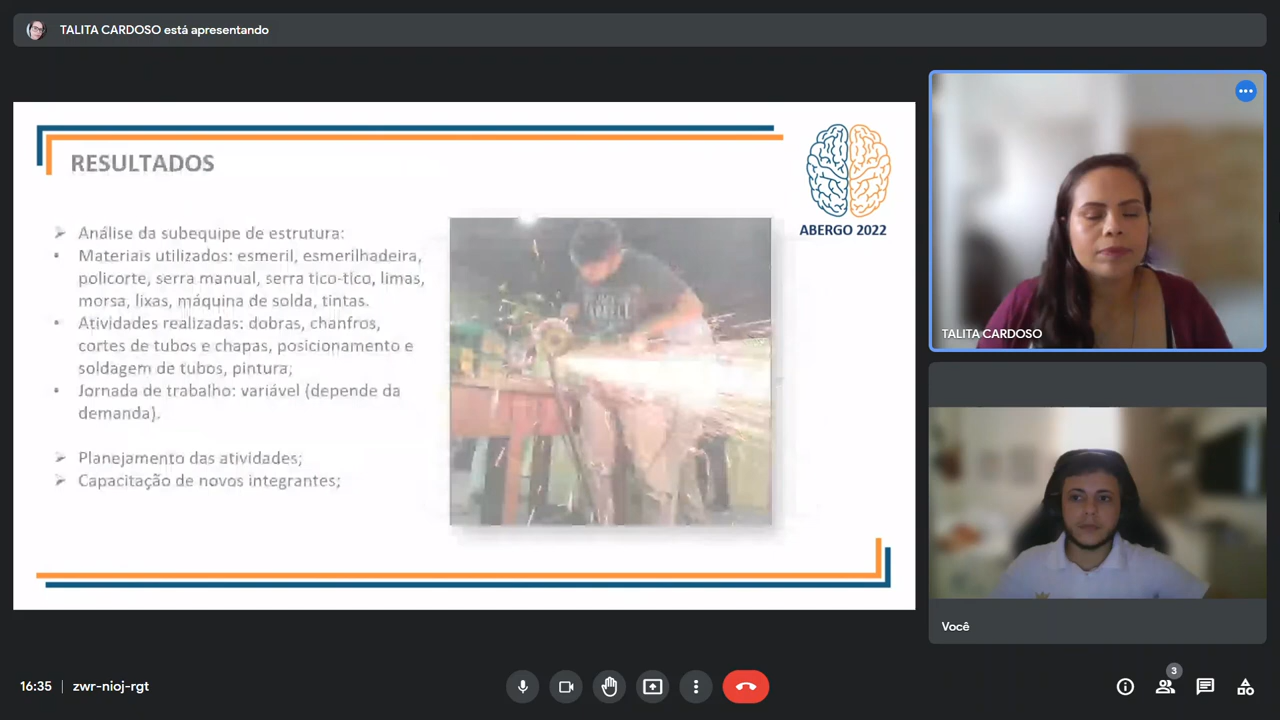 TALITA CARDOSO está apresentando
RESULTADOS
ABERGO 2022
➢ Análise da subequipe de estrutura:
▪ Materiais utilizados: esmeril, esmerilhadeira,
policorte, serra manual, serra tico-tico, limas,
morsa, lixas, máquina de solda, tintas.
▪ Atividades realizadas: dobras, chanfros,
cortes de tubos e chapas, posicionamento e
soldagem de tubos, pintura;
▪ Jornada de trabalho: variável (depende da
demanda).
➢ Planejamento das atividades;
➢ Capacitação de novos integrantes;
TALITA CARDOSO
Você
16:35 | zwr-nioj-rgt
3